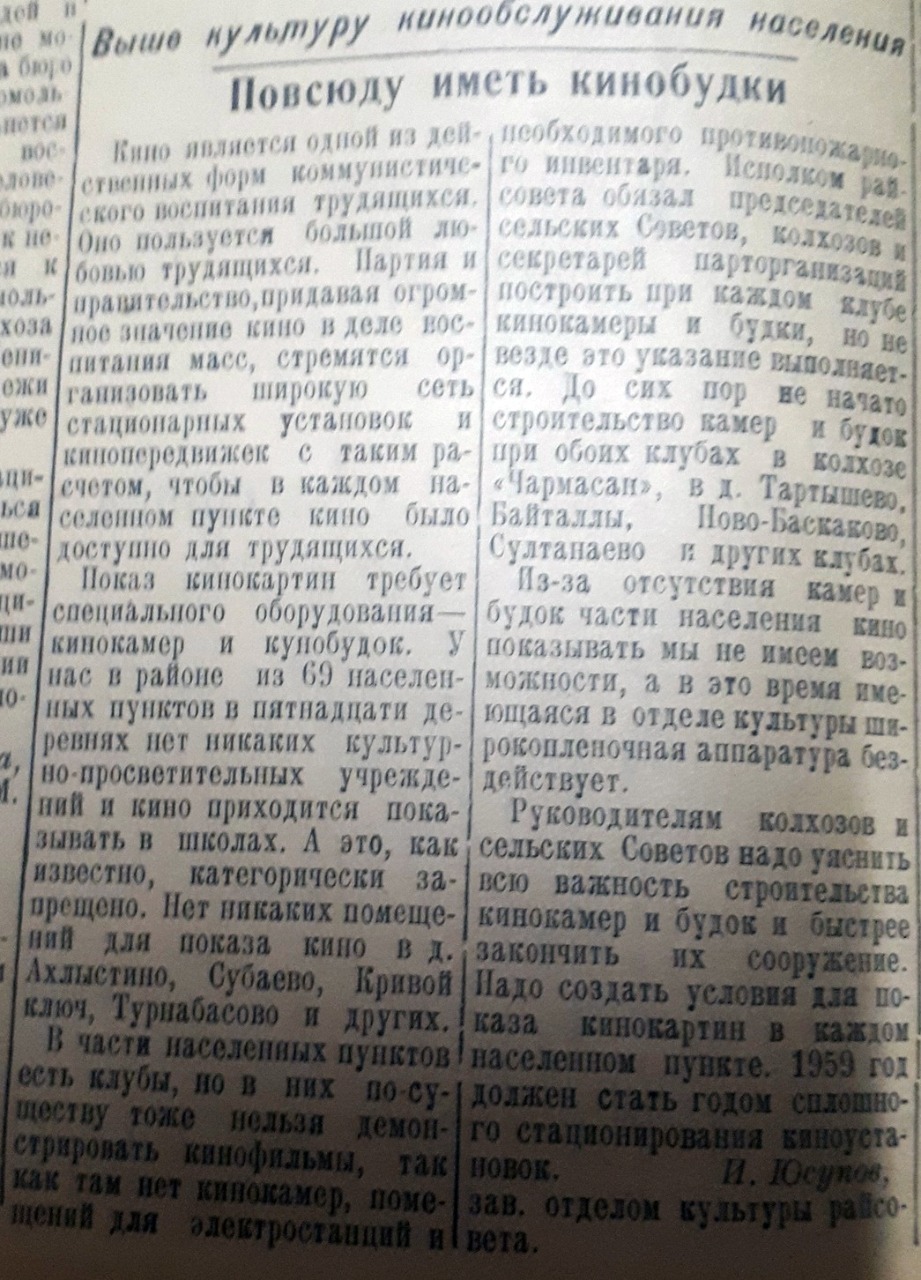 Выше культуру кинообслуживания населения
Повсюду иметь кинобудки
Кино является одной из дей-
ственных форм коммунистиче-
ского воспитания трудящихся.
Оно пользуется большой лю-
бовью трудящихся. Партия и
правительство, придавая огром-
ное значение кино в деле вос-
питания масс, стремятся ор-
ганизовать широкую сеть
стационарных установок и
кинопередвижек с таким ра-
счетом, чтобы в каждом на-
селенном пункте кино было
доступно для трудящихся.
Показ кинокартин требует
специального оборудования—
кинокамер и кунобудок. У
нас в районе из 69 населен-
ных пунктов в пятнадцати де-
ревнях нет никаких культур-
но-просветительных учрежде-
ний и кино приходится пока-
зывать в школах. А это, как
известно, категорически за-
прещено. Нет никаких помеще-
ний для показа кино в д.
Ахлыстино, Субаево, Кривой
ключ, Турнабасово и других.
В части населенных пунктов
есть клубы, но в них по-су-
ществу тоже нельзя демон-
стрировать кинофильмы, так
как там нет кинокамер, поме-
щений для электростанций и
необходимого противопожарно-
го инвентаря. Исполком рай-
совета обязал председателей
сельских Советов, колхозов и
секретарей парторганизаций
построить при каждом клубе
кинокамеры и будки, но не
везде это указание выполняет-
ся. До сих пор не начато
строительство камер и будок
при обоих клубах в колхозе
«Чармасан», в д. Тартышево,
Байталлы, Ново-Баскаково,
Султанаево и других клубах.
Из-за отсутствия камер и
будок части населения кино
показывать мы не имеем воз-
можности, а в это время име-
ющаяся в отделе культуры ши-
рокопленочная аппаратура без-
действует.
Руководителям колхозов и
сельских Советов надо уяснить
всю важность строительства
кинокамер и будок и быстрее
закончить их сооружение.
Надо создать условия для по-
каза кинокартин в каждом
населенном пункте. 1959 год
должен стать годом сплошно-
го стационирования киноуста-
новок. И. Юсупов,
зав. отделом культуры райсо-
вета.